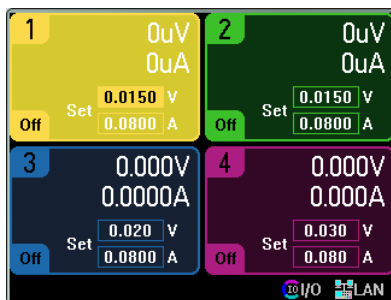 1 0uV
0uA
Set 0.0150 V
Off 0.0800 A
2 0uV
0uA
Set 0.0150 V
Off 0.0800 A
3 0.000V
0.0000A
Set 0.020 V
Off 0.0800 A
4 0.000V
0.000A
Set 0.030 V
Off 0.080 A
IO I/O LAN